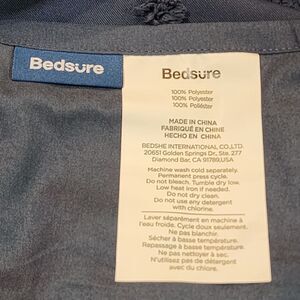 Bedsure
Bedsure
100% Polyester
100% Polyester
100% Poliéster
MADE IN CHINA
FABRIQUÉ EN CHINE
HECHO EN CHINA
BEDSHE INTERNATIONAL CO.,LTD.
20651 Golden Springs Dr., Ste. 277
Diamond Bar, CA 91789,USA
Machine wash cold separately.
Permanent press cycle.
Do not bleach. Tumble dry low.
Low heat iron if needed.
Do not dry clean.
Do not use any detergent
with chlorine.
Laver séparément en machine à
l'eau froide. Cycle doux seulement.
Ne pas blanchir.
Sécher à basse température.
Repassage à basse température
Ne pas nettoyer à sec.
N'utilisez pas de détergent
avec du chlore.